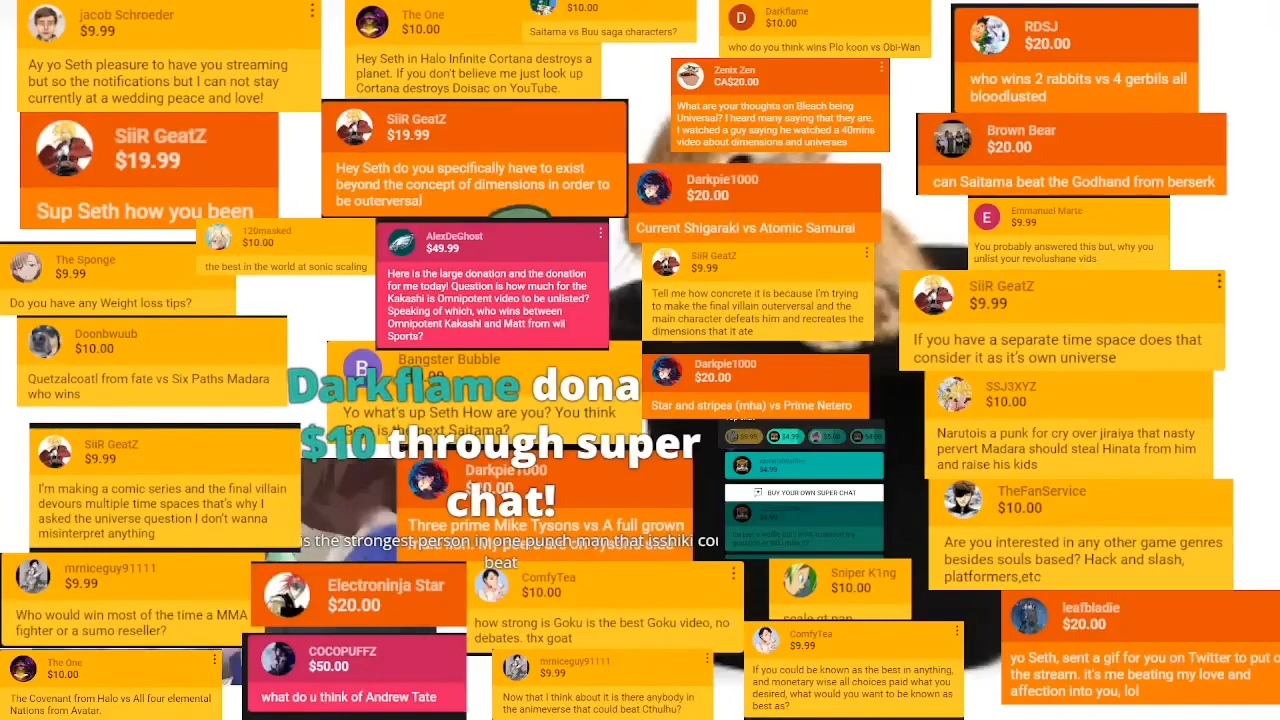 jacob Schroeder
$9.99
Ay yo Seth pleasure to have you streaming
but so the notifications but I can not stay
currently at a wedding peace and love!
The One
$10.00
Hey Seth in Halo Infinite Cortana destroys a
planet. If you don't believe me just look up
Cortana destroys Doisac on YouTube.
$10.00
Saitama vs Buu saga characters?
D
Darkflame
$10.00
who do you think wins Plo koon vs Obi-Wan
RDSJ
$20.00
who wins 2 rabbits vs 4 gerbils all
bloodlusted
Zenix Zen
CA$20.00
What are your thoughts on Bleach being
Universal? I heard many saying that they are.
I watched a guy saying he watched a 40mins
video about dimensions and universes
SiiR GeatZ
$19.99
Sup Seth how you been
SiiR GeatZ
$19.99
Hey Seth do you specifically have to exist
beyond the concept of dimensions in order to
be outerversal
Brown Bear
$20.00
can Saitama beat the Godhand from berserk
Darkpie1000
$20.00
Current Shigaraki vs Atomic Samurai
E
Emmanuel Marte
$9.99
You probably answered this but, why you
unlist your revolushane vids
120masked
$10.00
the best in the world at sonic scaling
AlexDeGhost
$49.99
Here is the large donation and the donation
for me today! Question is how much for the
Kakashi is Omnipotent video to be unlisted?
Speaking of which, who wins between
Omnipotent Kakashi and Matt from wii
Sports?
The Sponge
$9.99
Do you have any Weight loss tips?
SiiR GeatZ
$9.99
Tell me how concrete it is because I'm trying
to make the final villain outerversal and the
main character defeats him and recreates the
dimensions that it ate
SiiR GeatZ
$9.99
If you have a separate time space does that
consider it as it's own universe
Doonbwuub
$10.00
Quetzalcoatl from fate vs Six Paths Madara
who wins
B
Bangster Bubble
Yo what's up Seth How are you? You think
next Saitama?
Darkflame dona
$10 through super
chat!
is the strongest person in one punch man that isshiki cou
beat
Darkpie1000
$20.00
Star and stripes (mha) vs Prime Netero
SSJ3XYZ
$10.00
Narutois a punk for cry over jiraiya that nasty
pervert Madara should steal Hinata from him
and raise his kids
$9.99
$4.99
$5.00
$4.99
BUY YOUR OWN SUPER CHAT
$4.99
SiiR GeatZ
$9.99
I'm making a comic series and the final villain
devours multiple time spaces that's why I
asked the universe question I don't wanna
misinterpret anything
Darkpie1000
Three prime Mike Tysons vs A full grown
TheFanService
$10.00
Are you interested in any other game genres
besides souls based? Hack and slash,
platformers,etc
mrniceguy91111
$9.99
Who would win most of the time a MMA
fighter or a sumo reseller?
Electroninja Star
$20.00
ComfyTea
$10.00
how strong is Goku is the best Goku video, no
debates. thx goat
Sniper K1ng
$10.00
scale gt pan
leafbladie
$20.00
yo Seth, sent a gif for you on Twitter to put o
the stream. it's me beating my love and
affection into you, lol
The One
$10.00
The Covenant from Halo vs All four elemental
Nations from Avatar.
COCOPUFFZ
$50.00
what do u think of Andrew Tate
mrniceguy91111
$9.99
Now that I think about it is there anybody in
the animeverse that could beat Cthulhu?
ComfyTea
$9.99
If you could be known as the best in anything,
and monetary wise all choices paid what you
desired, what would you want to be known as
best as?